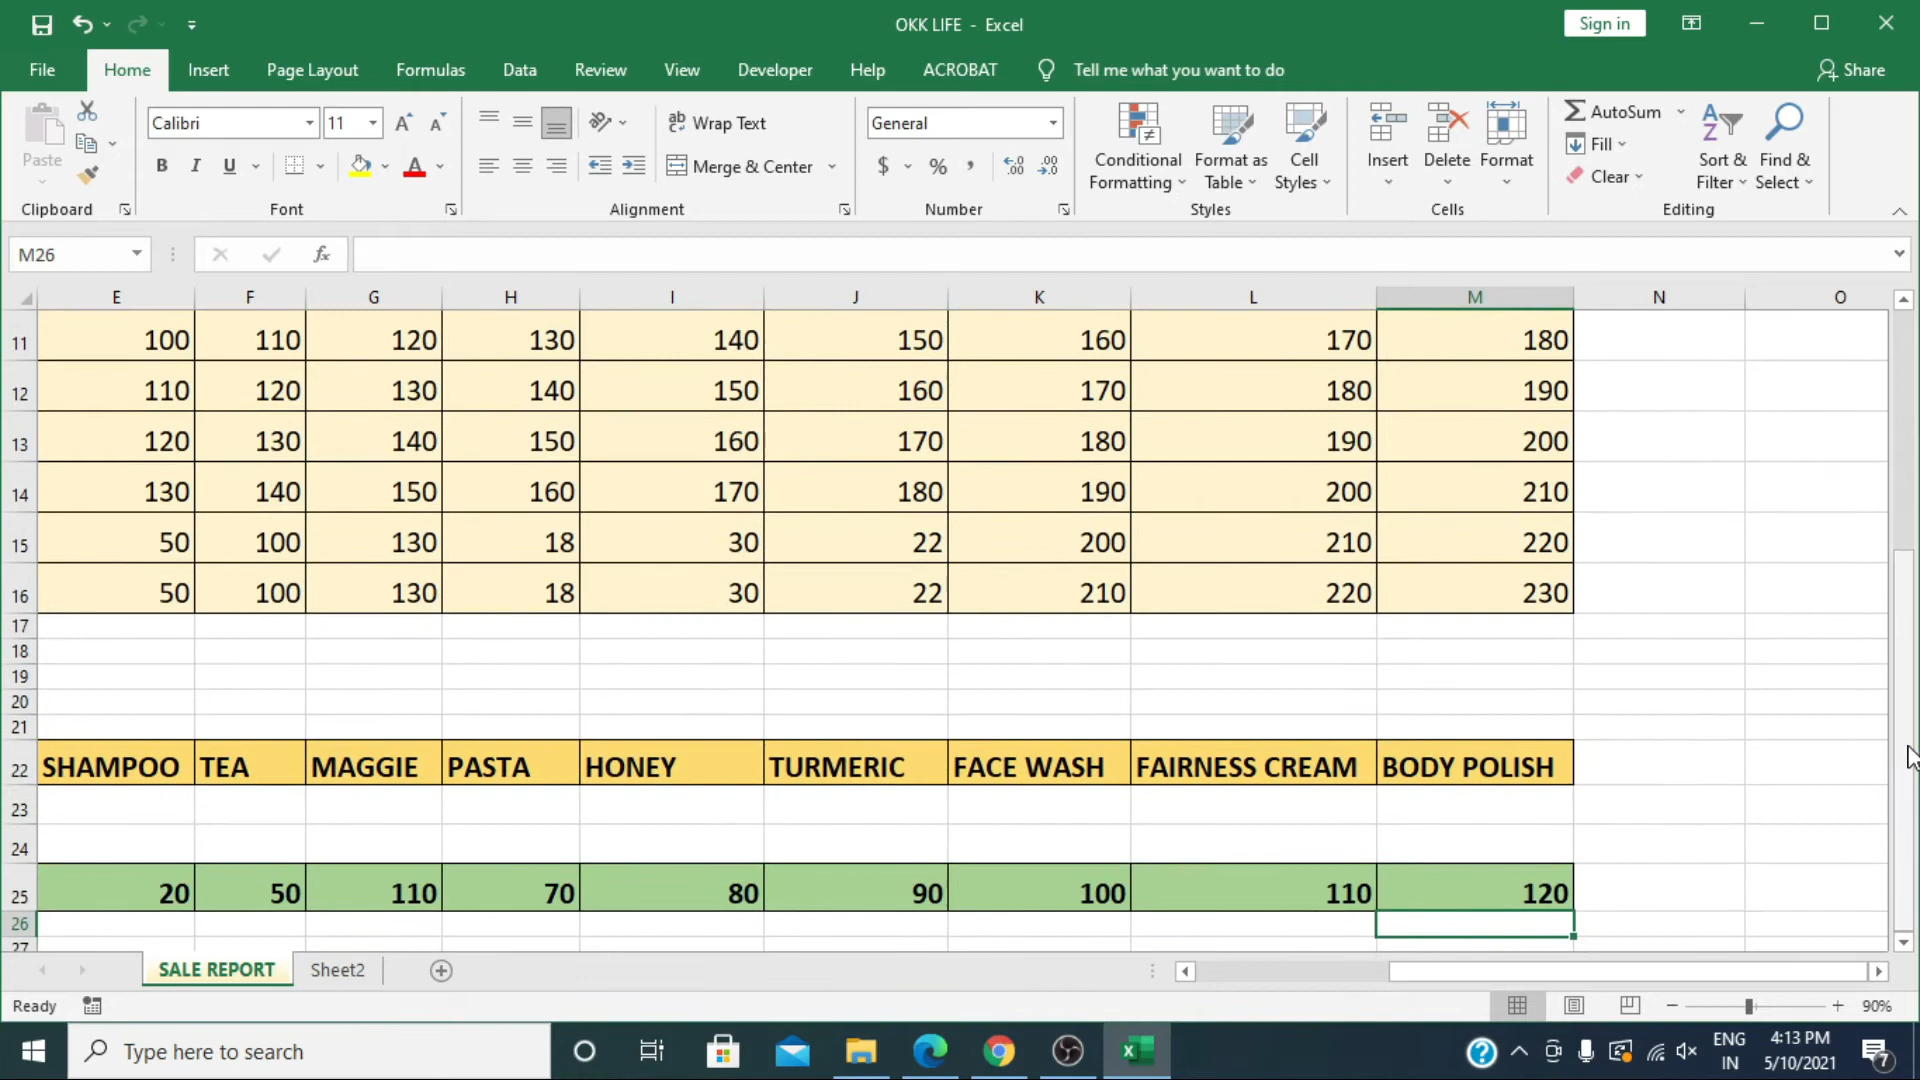 OKK LIFE - Excel
Sign in
File Home Insert Page Layout Formulas Data Review View Developer Help ACROBAT Tell me what you want to do Share
Paste
Calibri 11
B I U
ab Wrap Text
Merge & Center
General
$ % ,
Conditional Formatting
Format as Table
Cell Styles
Insert Delete Format
AutoSum
Fill
Clear
Sort & Filter
Find & Select
Clipboard Font Alignment Number Styles Cells Editing
M26 fx
E F G H I J K L M N O
11 100 110 120 130 140 150 160 170 180
12 110 120 130 140 150 160 170 180 190
13 120 130 140 150 160 170 180 190 200
14 130 140 150 160 170 180 190 200 210
15 50 100 130 18 30 22 200 210 220
16 50 100 130 18 30 22 210 220 230
17
18
19
20
21
22 SHAMPOO TEA MAGGIE PASTA HONEY TURMERIC FACE WASH FAIRNESS CREAM BODY POLISH
23
24
25 20 50 110 70 80 90 100 110 120
26
27
SALE REPORT Sheet2
Ready 90%
Type here to search
ENG 4:13 PM
IN 5/10/2021
7